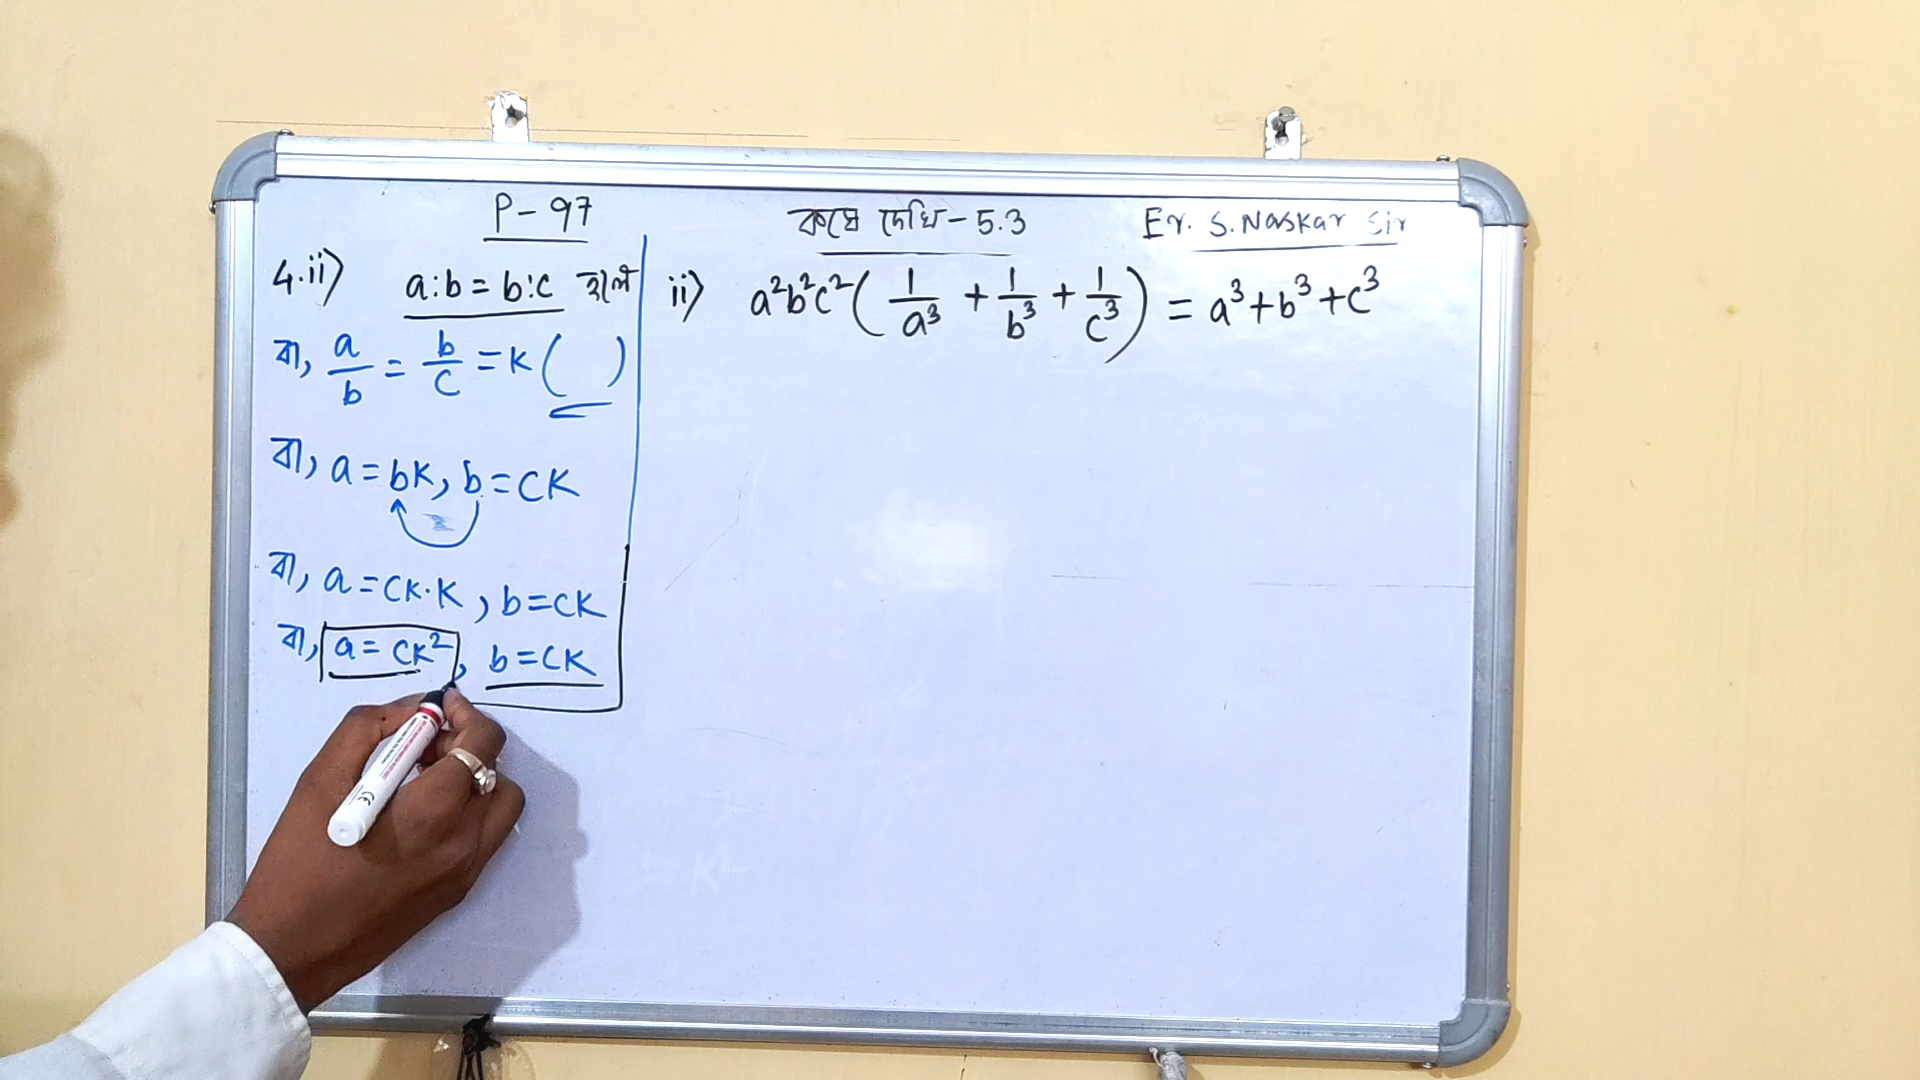 P-97
কষে দেখি-5.3
Er. S. Naskar Sir
4.ii) a:b = b:c হলে
বা, a/b = b/c = K ( )
বা, a = bK, b = CK
বা, a = CK·K, b = CK
বা, a = CK², b = CK
ii) a²b²c² ( 1/a³ + 1/b³ + 1/c³ ) = a³+b³+c³
= K²